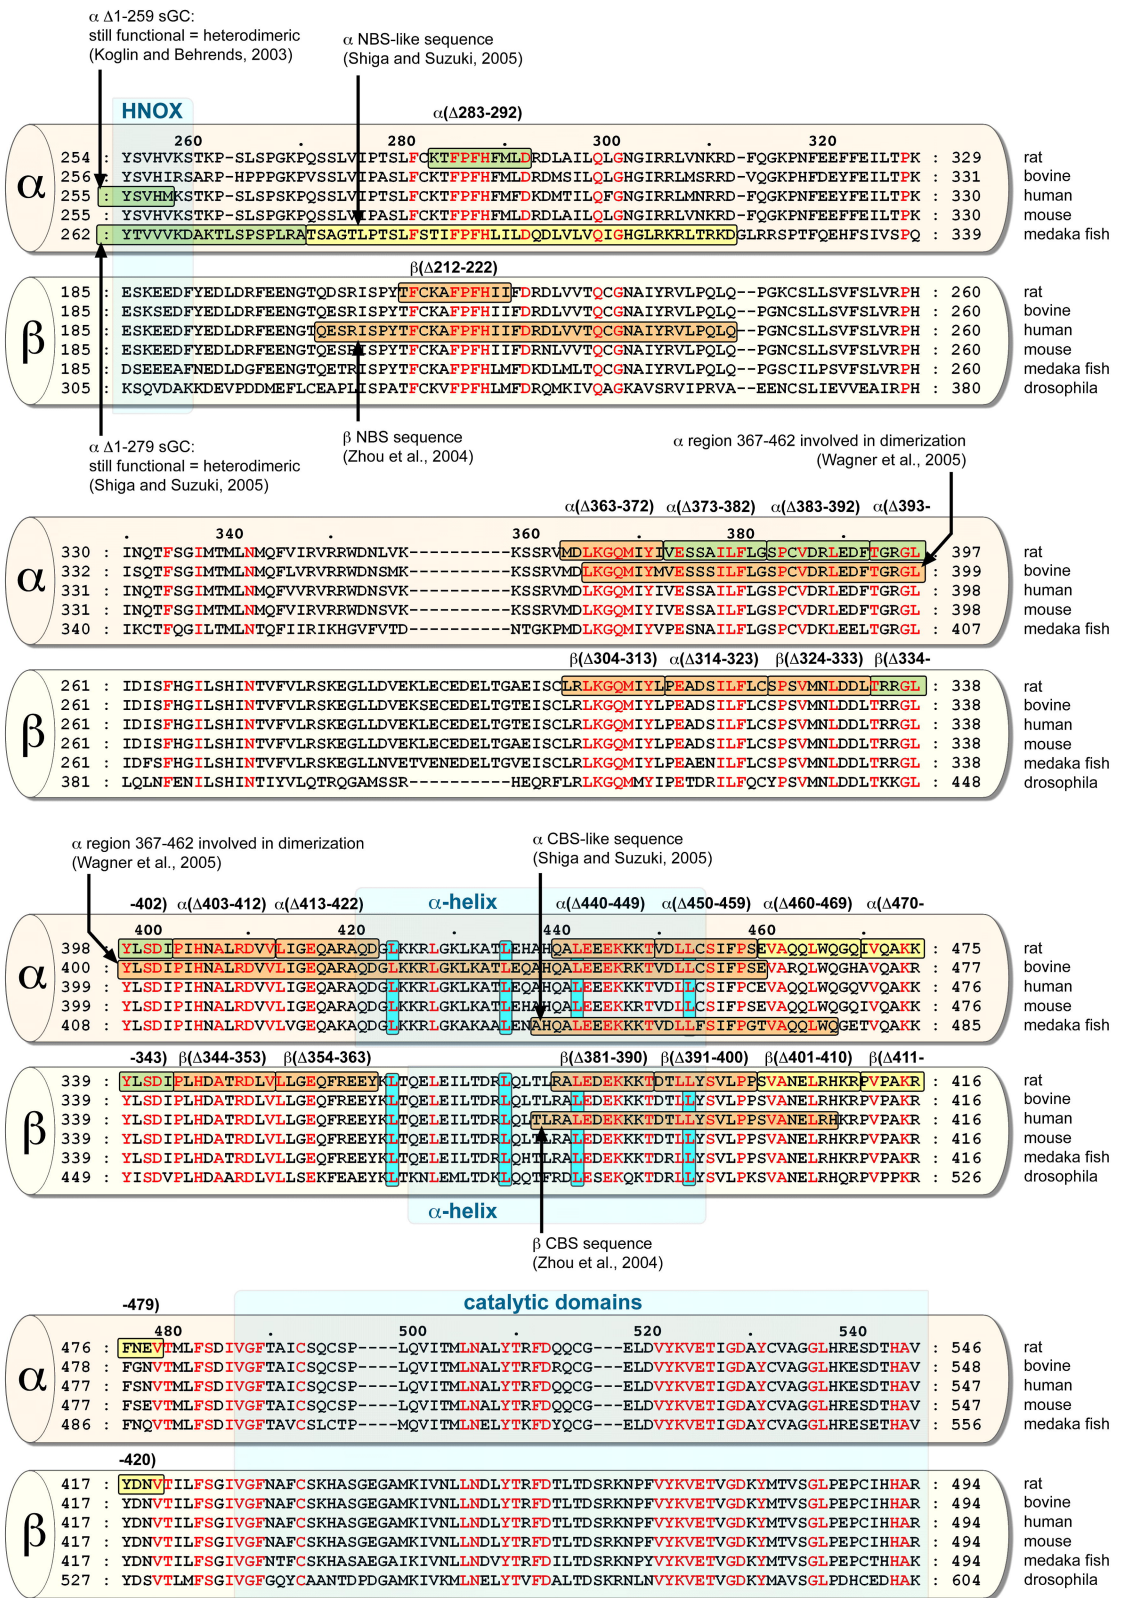 α Δ1-259 sGC:
still functional = heterodimeric
(Koglin and Behrends, 2003)
α NBS-like sequence
(Shiga and Suzuki, 2005)
HNOX
α(Δ283-292)
260 280 300 320
α
254 : YSVHVKSTKP-SLSPGKPQSSLVIPTSLFCKTFPFHFMLDRDLAILQLGNGIRRLVNKRD-FQGKPNFEEFFEILTPK : 329 rat
256 : YSVHIRSARP-HPPPGKPVSSLVIPASLFCKTFPFHFMLDRDMSILQLGHGIRRLMNRRD-VQGKPHFDEYFEILTPK : 331 bovine
255 : YSVHMKSTKP-SLSPSKPQSSLVIPTSLFCKTFPFHFMFDKDMTILQFGNGIRRLMNRRD-FQGKPNFEEYFEILTPK : 330 human
255 : YSVHVKSTKP-SLSPGKPQSSLVIPASLFCKTFPFHFMLDRDLAILQLGNGIRRLVNKRD-FQGKPNFEEFFEILTPK : 330 mouse
262 : YTVVVKDAKTLSPSPLRATSAGTLPTSLFSTIFPFHLILDQDLVLVQIGHGLRKRLTRKDGLRRSPTFQEHFSIVSPQ : 339 medaka fish
β(Δ212-222)
β
185 : ESKEEDFYEDLDRFEENGTQDSRISPYTFCKAFPFHIIFDRDLVVTQCGNAIYRVLPQLQ--PGKCSLLSVFSLVRPH : 260 rat
185 : ESKSEDFYEDLDRFEENGTQESRISPYTFCKAFPFHIIFDRDLVVTQCGNAIYRVLPQLQ--PGNCSLLSVFSLVRPH : 260 bovine
185 : ESKEEDFYEDLDRFEENGTQESRISPYTFCKAFPFHIIFDRDLVVTQCGNAIYRVLPQLQ--PGNCSLLSVFSLVRPH : 260 human
185 : ESKEEDFYEDLDRFEENGTQESRISPYTFCKAFPFHIIFDRNLVVTQCGNAIYRVLPQLQ--PGNCSLLSVFSLVRPH : 260 mouse
185 : DSEEEAFNEDLDGFEENGTQETRISPYTFCKAFPFHLMFDKDLMLTQCGNAIYRVLPQLQ--PGSCILPSVFSLVRPH : 260 medaka fish
305 : KSQVDAKKDEVPDDMEFLCEAPLISPATFCKVFPFHLMFDRQMKIVQAGKAVSRVIPRVA--EENCSLIEVVEAIRPH : 380 drosophila
α Δ1-279 sGC:
still functional = heterodimeric
(Shiga and Suzuki, 2005)
β NBS sequence
(Zhou et al., 2004)
α region 367-462 involved in dimerization
(Wagner et al., 2005)
α(Δ363-372) α(Δ373-382) α(Δ383-392) α(Δ393-
340 360 380
α
330 : INQTFSGIMTMLNMQFVIRVRRWDNLVK----------KSSRVMDLKGQMIYIVESSAILFLGSPCVDRLEDFTGRGL : 397 rat
332 : ISQTFSGIMTMLNMQFLVRVRRWDNSMK----------KSSRVMDLKGQMIYMVESSSILFLGSPCVDRLEDFTGRGL : 399 bovine
331 : INQTFSGIMTMLNMQFVVRVRRWDNSVK----------KSSRVMDLKGQMIYIVESSAILFLGSPCVDRLEDFTGRGL : 398 human
331 : INQTFSGIMTMLNMQFVIRVRRWDNSVK----------KSSRVMDLKGQMIYIVESSAILFLGSPCVDRLEDFTGRGL : 398 mouse
340 : IKCTFQGILTMLNTQFIIRIKHGVFVTD----------NTGKPMDLKGQMIYVPESNAILFLGSPCVDKLEELTGRGL : 407 medaka fish
β(Δ304-313) α(Δ314-323) β(Δ324-333) β(Δ334-
β
261 : IDISFHGILSHINTVFVLRSKEGLLDVEKLECEDELTGAEISCLRLKGQMIYLPEADSILFLCSPSVMNLDDLTRRGL : 338 rat
261 : IDISFHGILSHINTVFVLRSKEGLLDVEKSECEDELTGTEISCLRLKGQMIYLPEADSILFLCSPSVMNLDDLTRRGL : 338 bovine
261 : IDISFHGILSHINTVFVLRSKEGLLDVEKLECEDELTGTEISCLRLKGQMIYLPEADSILFLCSPSVMNLDDLTRRGL : 338 human
261 : IDISFHGILSHINTVFVLRSKEGLLDVEKLECEDELTGAEISCLRLKGQMIYLPEADSILFLCSPSVMNLDDLTRRGL : 338 mouse
261 : IDFSFHGILSHINTVFVLRSKEGLLNVETVENEDELTGVEISCLRLKGQMIYLPEAENILFLCSPSVMNLDDLTRRGL : 338 medaka fish
381 : LQLNFENILSHINTIYVLQTRQGAMSSR----------HEQRFLRLKGQMMYIPETDRILFQCYPSVMNLDDLTKKGL : 448 drosophila
α region 367-462 involved in dimerization
(Wagner et al., 2005)
α CBS-like sequence
(Shiga and Suzuki, 2005)
α-helix
-402) α(Δ403-412) α(Δ413-422) α(Δ440-449) α(Δ450-459) α(Δ460-469) α(Δ470-
400 420 440 460
α
398 : YLSDIPIHNALRDVVLIGEQARAQDGLKKRLGKLKATLEHAHQALEEEKKKTVDLLCSIFPSEVAQQLWQGQIVQAKK : 475 rat
400 : YLSDIPIHNALRDVVLIGEQARAQDGLKKRLGKLKATLEQAHQALEEEKRKTVDLLCSIFPSEVARQLWQGHAVQAKR : 477 bovine
399 : YLSDIPIHNALRDVVLIGEQARAQDGLKKRLGKLKATLEQAHQALEEEKKKTVDLLCSIFPCEVAQQLWQGQVVQAKK : 476 human
399 : YLSDIPIHNALRDVVLIGEQARAQDGLKKRLGKLKATLEHAHQALEEEKKRTVDLLCSIFPSEVAQQLWQGQIVQAKK : 476 mouse
408 : YLSDIPIHNALRDVVLVGEQAKAQDGLKKRLGKAKAALENAHQALEEEKKKTVDLLFSIFPGTVAQQLWQGETVQAKK : 485 medaka fish
-343) β(Δ344-353) β(Δ354-363) β(Δ381-390) β(Δ391-400) β(Δ401-410) β(Δ411-
β
339 : YLSDIPLHDATRDLVLLGEQFREEYKLTQELEILTDRLQLTLRALEDEKKKTDTLLYSVLPPSVANELRHKRPVPAKR : 416 rat
339 : YLSDIPLHDATRDLVLLGEQFREEYKLTQELEILTDRLQLTLRALEDEKKKTDTLLYSVLPPSVANELRHKRPVPAKR : 416 bovine
339 : YLSDIPLHDATRDLVLLGEQFREEYKLTQELEILTDRLQLTLRALEDEKKKTDTLLYSVLPPSVANELRHKRPVPAKR : 416 human
339 : YLSDIPLHDATRDLVLLGEQFREEYKLTQELEILTDRLQLTLRALEDEKKKTDTLLYSVLPPSVANELRHKRPVPAKR : 416 mouse
339 : YLSDIPLHDATRDLVLLGEQFREEYKLTQELEILTDRLQHTLRALEDEKKKTDRLLYSVLPPSVANELRHKRPVPAKR : 416 medaka fish
449 : YISDVPLHDAARDLVLLSEKFEAEYKLTKNLEMLTDKLQQTFRDLESEKQKTDRLLYSVLPKSVANELRHQRPVPPKR : 526 drosophila
α-helix
β CBS sequence
(Zhou et al., 2004)
catalytic domains
-479)
480 500 520 540
α
476 : FNEVTMLFSDIVGFTAICSQCSP----LQVITMLNALYTRFDQQCG---ELDVYKVETIGDAYCVAGGLHRESDTHAV : 546 rat
478 : FGNVTMLFSDIVGFTAICSQCSP----LQVITMLNALYTRFDRQCG---ELDVYKVETIGDAYCVAGGLHKESDTHAV : 548 bovine
477 : FSNVTMLFSDIVGFTAICSQCSP----LQVITMLNALYTRFDQQCG---ELDVYKVETIGDAYCVAGGLHKESDTHAV : 547 human
477 : FSEVTMLFSDIVGFTAICSQCSP----LQVITMLNALYTRFDQQCG---ELDVYKVETIGDAYCVAGGLHRESDTHAV : 547 mouse
486 : FNQVTMLFSDIVGFTAVCSLCTP----MQVITMLNELYTKFDYQCG---ELDVYKVETIGDAYCVAGGLHRESETHAV : 556 medaka fish
-420)
β
417 : YDNVTILFSGIVGFNAFCSKHASGEGAMKIVNLLNDLYTRFDTLTDSRKNPFVYKVETVGDKYMTVSGLPEPCIHHAR : 494 rat
417 : YDNVTILFSGIVGFNAFCSKHASGEGAMKIVNLLNDLYTRFDTLTDSRKNPFVYKVETVGDKYMTVSGLPEPCIHHAR : 494 bovine
417 : YDNVTILFSGIVGFNAFCSKHASGEGAMKIVNLLNDLYTRFDTLTDSRKNPFVYKVETVGDKYMTVSGLPEPCIHHAR : 494 human
417 : YDNVTILFSGIVGFNAFCSKHASGEGAMKIVNLLNDLYTRFDTLTDSRKNPFVYKVETVGDKYMTVSGLPEPCIHHAR : 494 mouse
417 : YDNVTILFSGIVGFNTFCSKHASAEGAIKIVNLLNDVYTRFDILTDSRKNPYVYKVETVGDKYMTVSGLPEPCTHHAK : 494 medaka fish
527 : YDSVTLMFSGIVGFGQYCAANTDPDGAMKIVKMLNELYTVFDALTDSKRNLNVYKVETVGDKYMAVSGLPDHCEDHAK : 604 drosophila